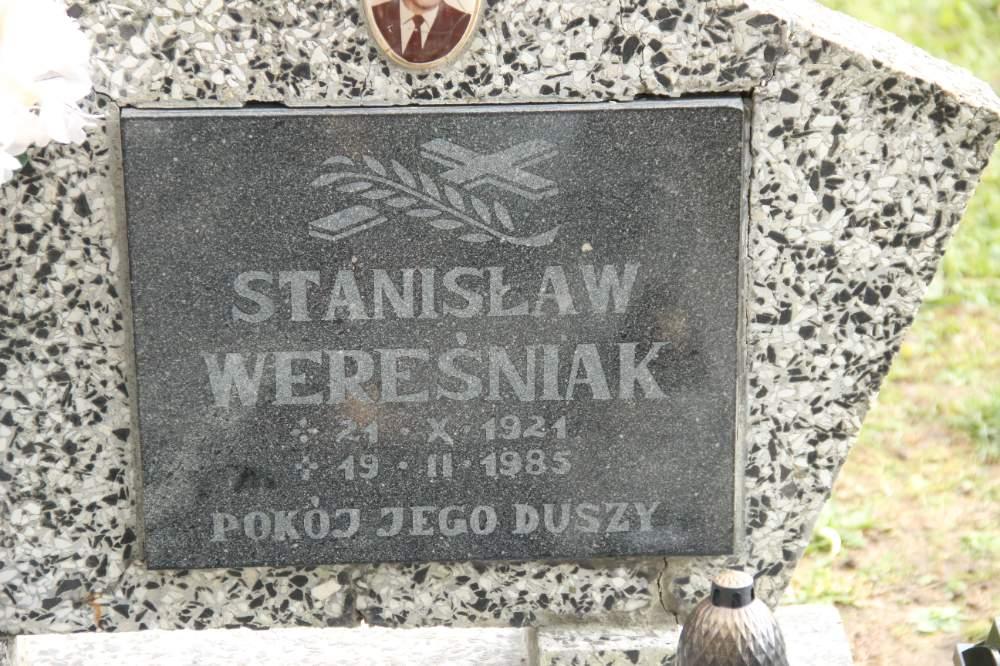 STANISŁAW
WEREŚNIAK
21 · X · 1921
19 · II · 1985
POKÓJ JEGO DUSZY